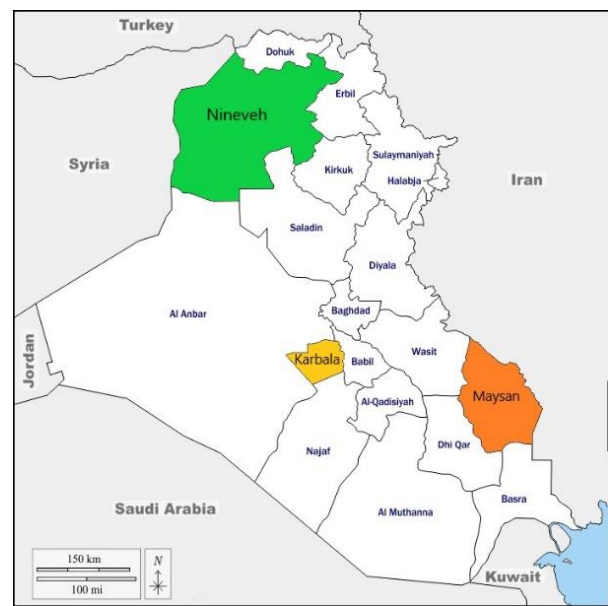 Turkey
Dohuk
Nineveh
Erbil
Syria
Kirkuk
Sulaymaniyah
Halabja
Iran
Saladin
Diyala
Al Anbar
Baghdad
Jordan
Karbala
Babil
Wasit
Maysan
Al-Qadisiyah
Najaf
Dhi Qar
Basra
Al Muthanna
Saudi Arabia
Kuwait
150 km
100 mi
N